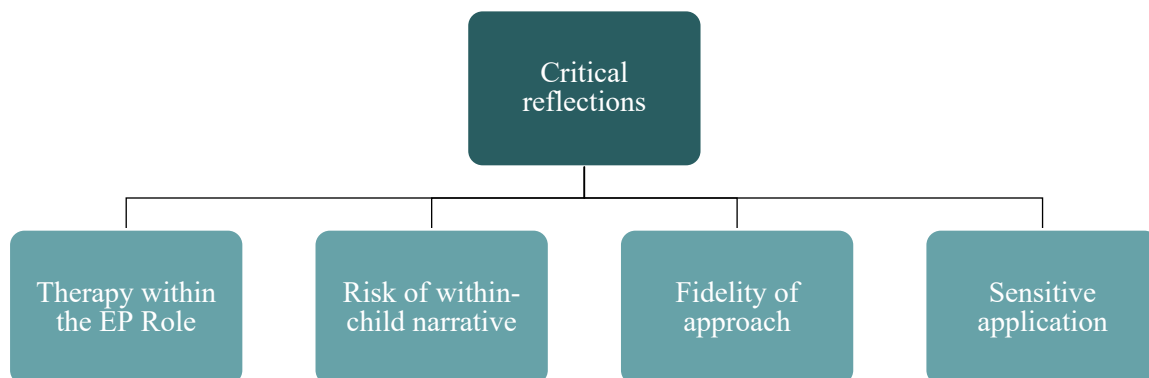 Critical
reflections
Therapy within
the EP Role
Risk of within-
child narrative
Fidelity of
approach
Sensitive
application